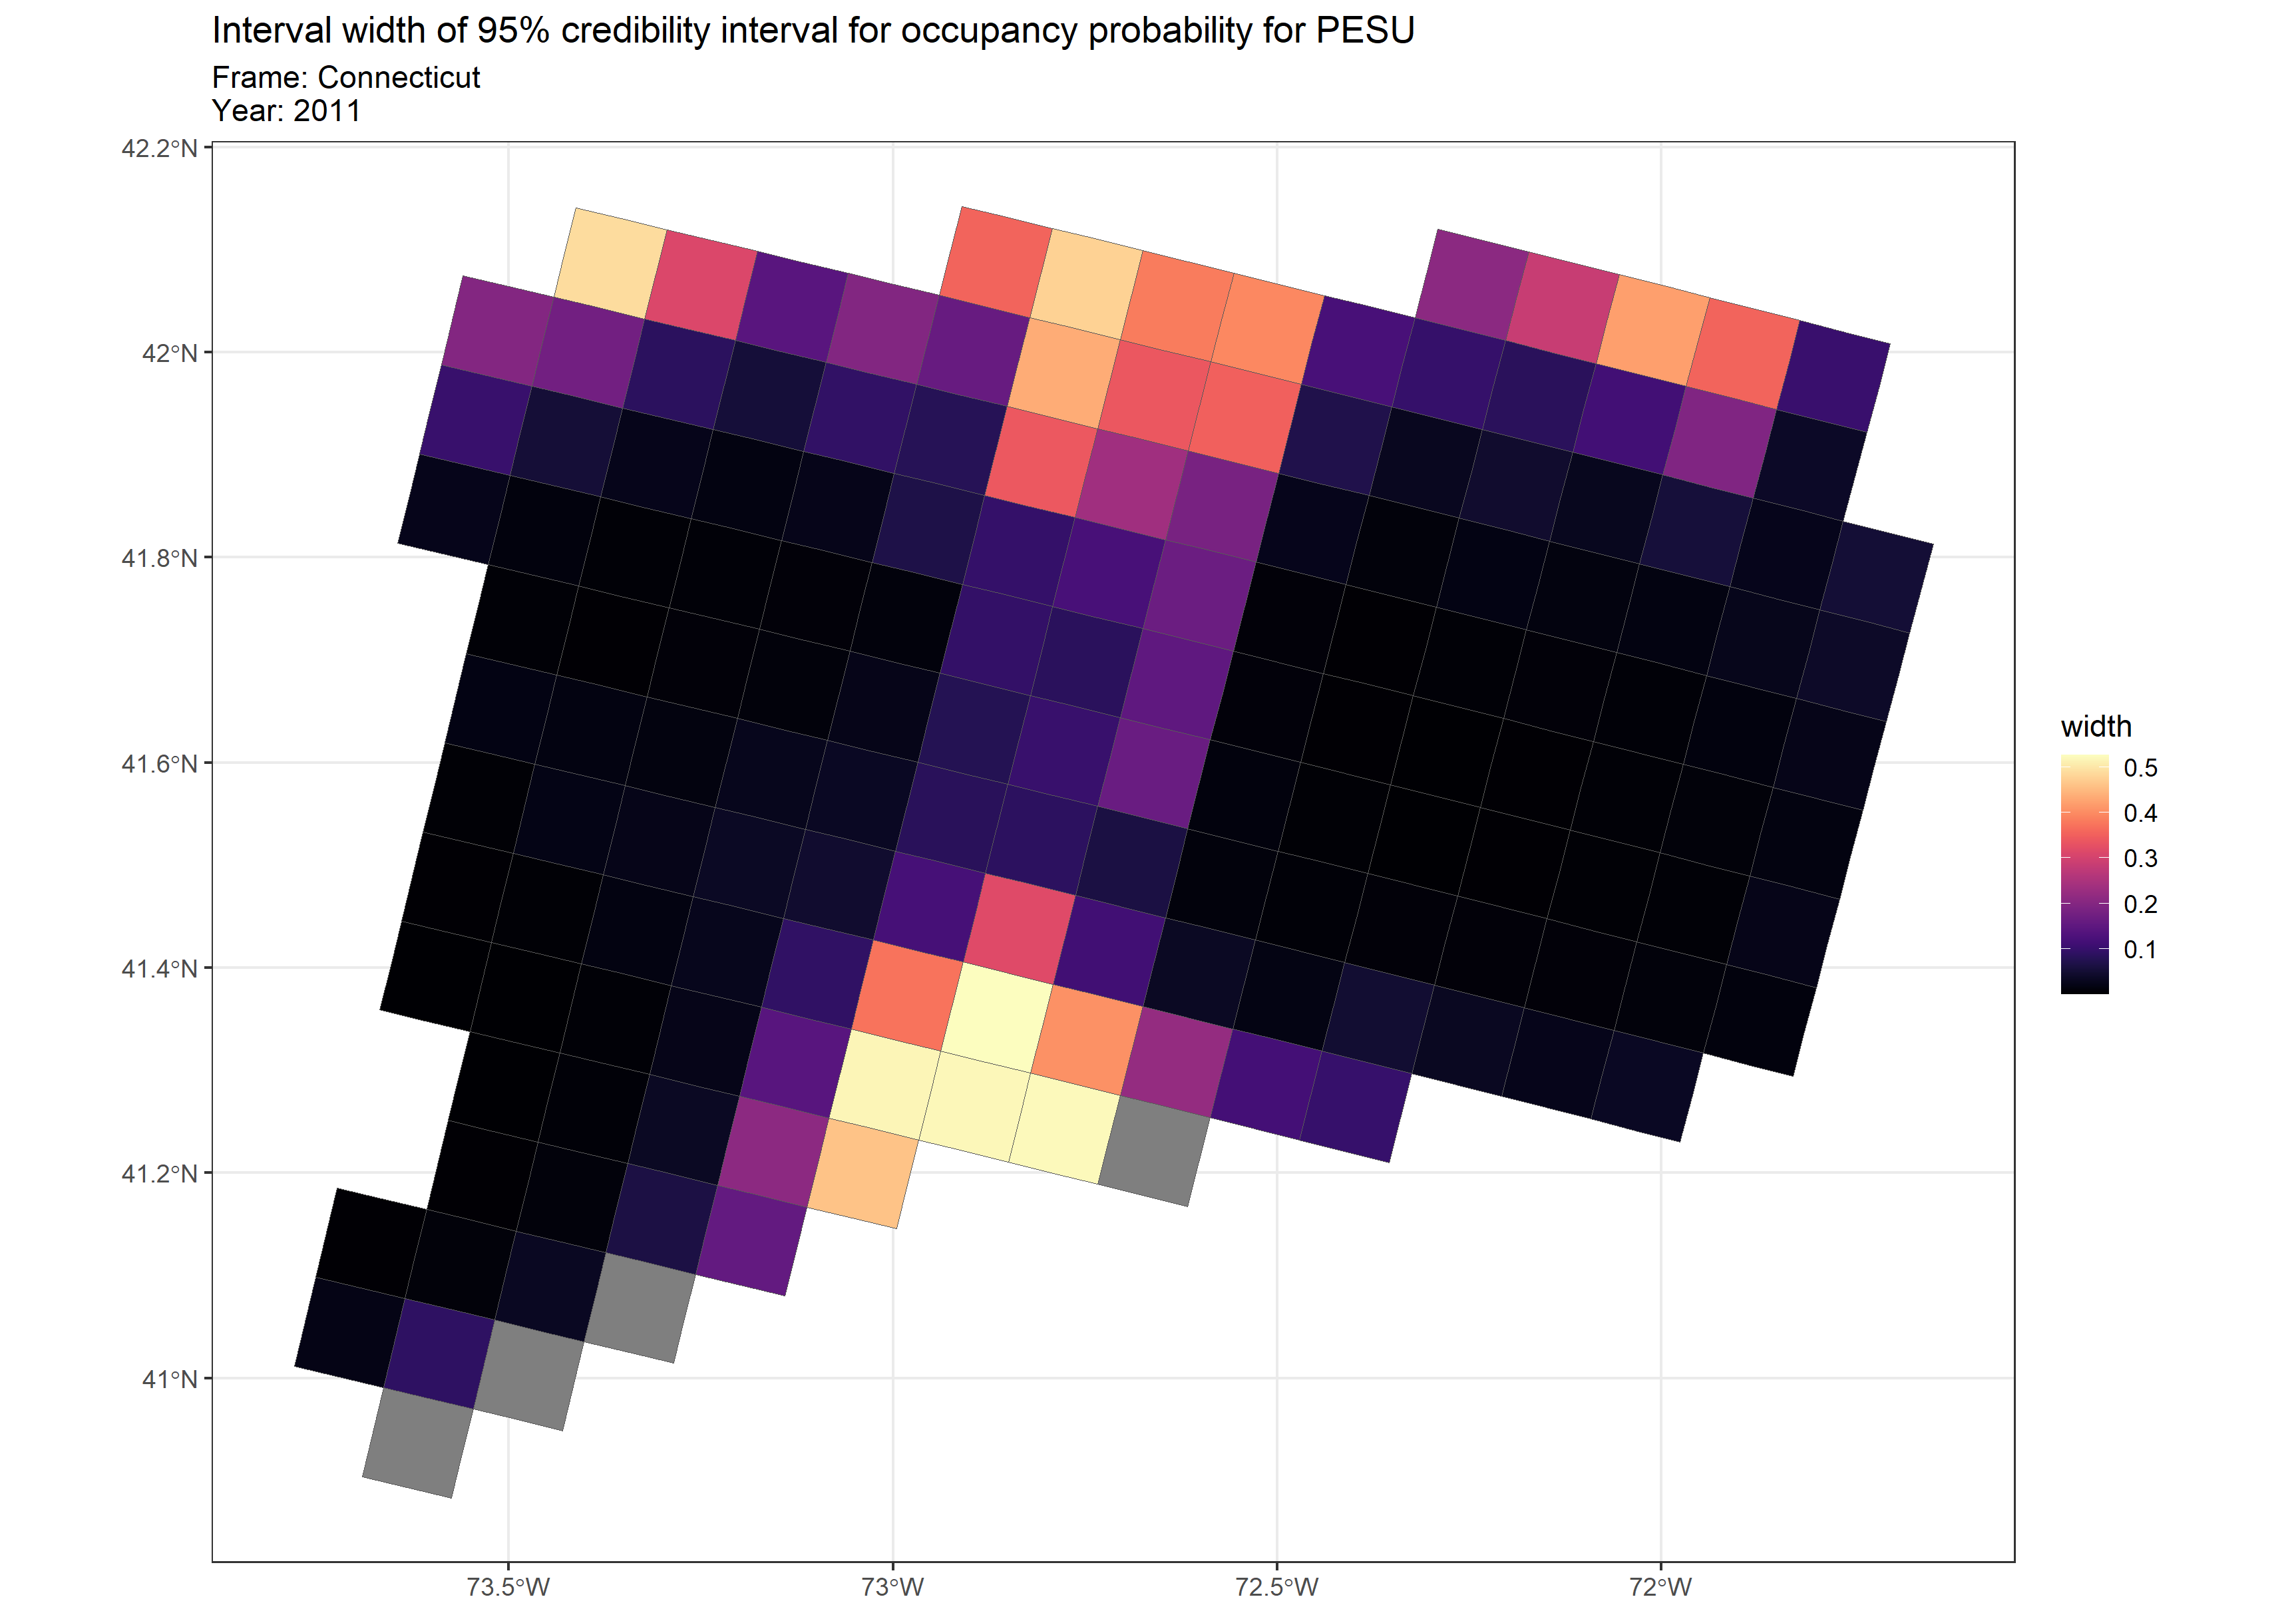 Interval width of 95% credibility interval for occupancy probability for PESU
Frame: Connecticut
Year: 2011
42.2°N
42°N
41.8°N
41.6°N
41.4°N
41.2°N
41°N
73.5°W
73°W
72.5°W
72°W
width
0.5
0.4
0.3
0.2
0.1